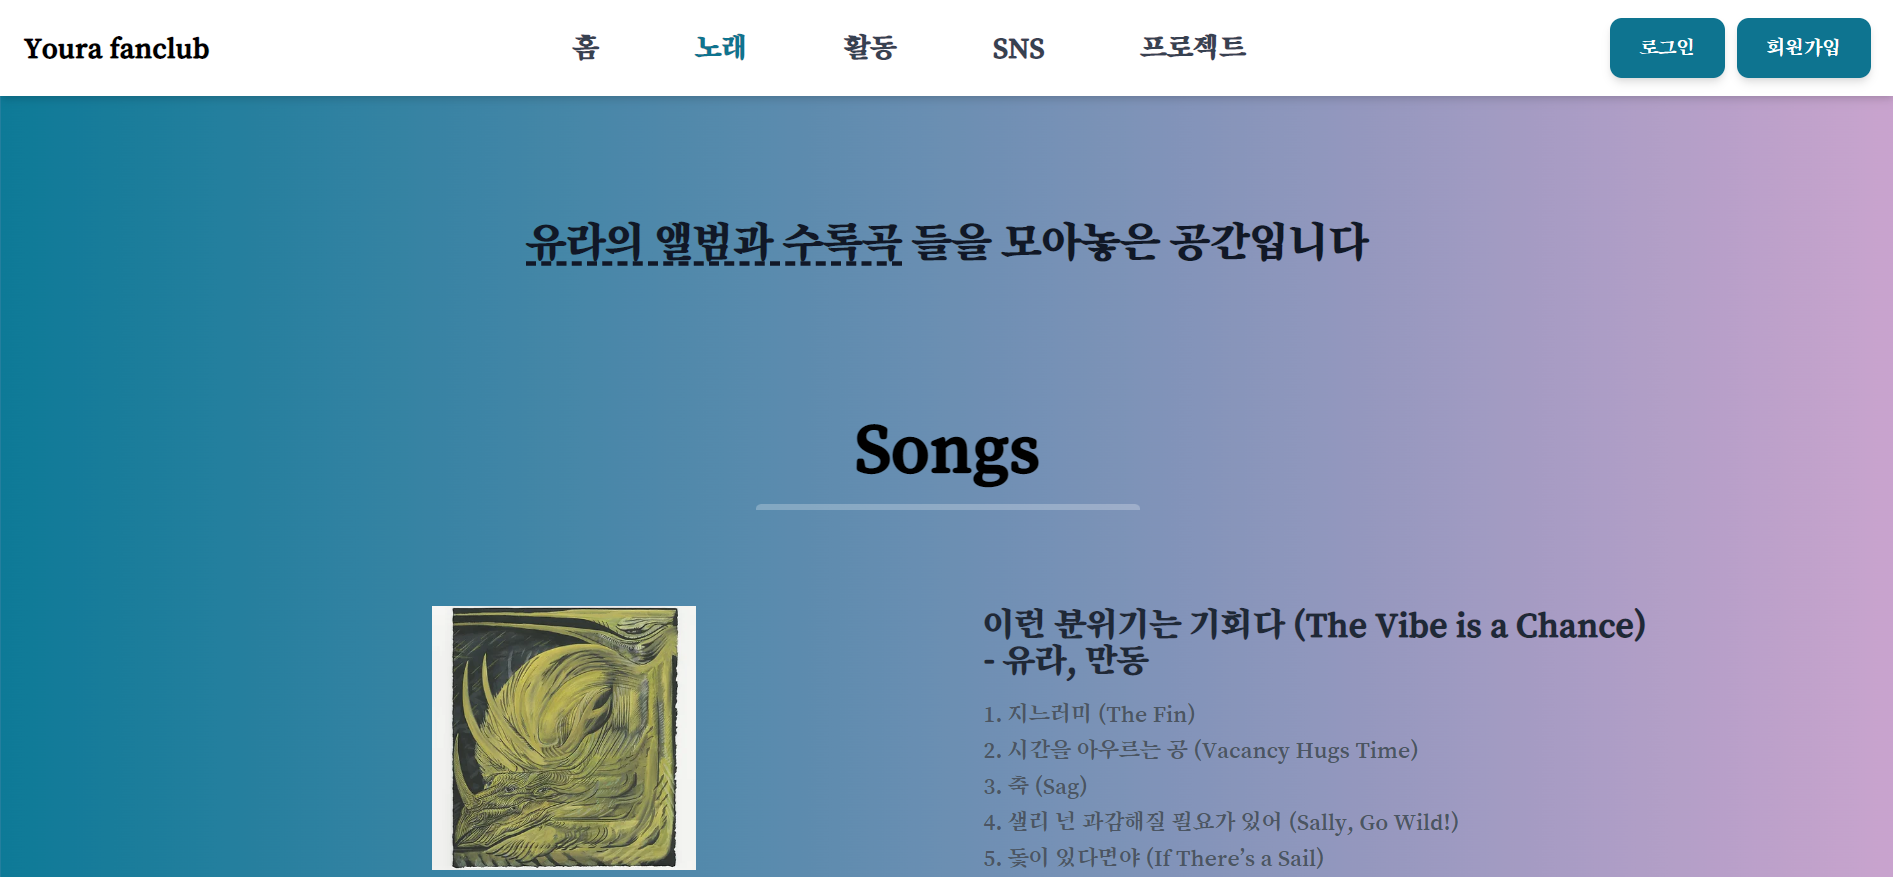 Youra fanclub
홈
노래
활동
SNS
프로젝트
로그인
회원가입
유라의 앨범과 수록곡 들을 모아놓은 공간입니다
Songs
이런 분위기는 기회다 (The Vibe is a Chance)
- 유라, 만동
1. 지느러미 (The Fin)
2. 시간을 아우르는 공 (Vacancy Hugs Time)
3. 축 (Sag)
4. 샐리 넌 과감해질 필요가 있어 (Sally, Go Wild!)
5. 돛이 있다면야 (If There’s a Sail)